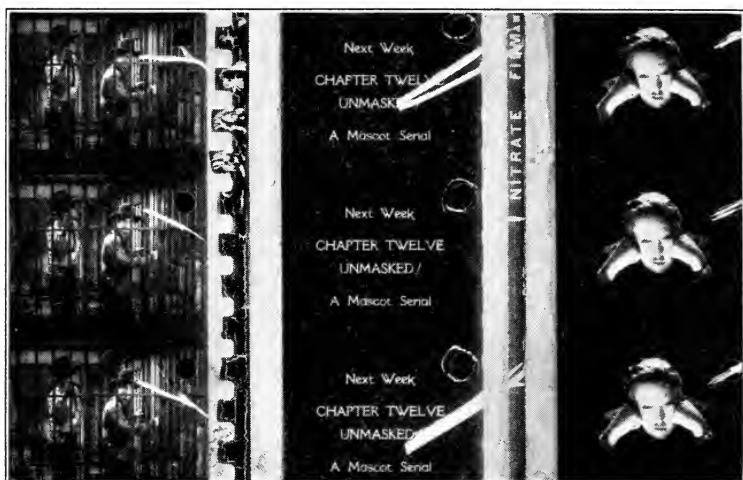 Next Week
CHAPTER TWELVE
UNMASKED!
A Mascot Serial
Next Week
CHAPTER TWELVE
UNMASKED!
A Mascot Serial
Next Week
CHAPTER TWELVE
UNMASKED!
A Mascot Serial
NITRATE FILM